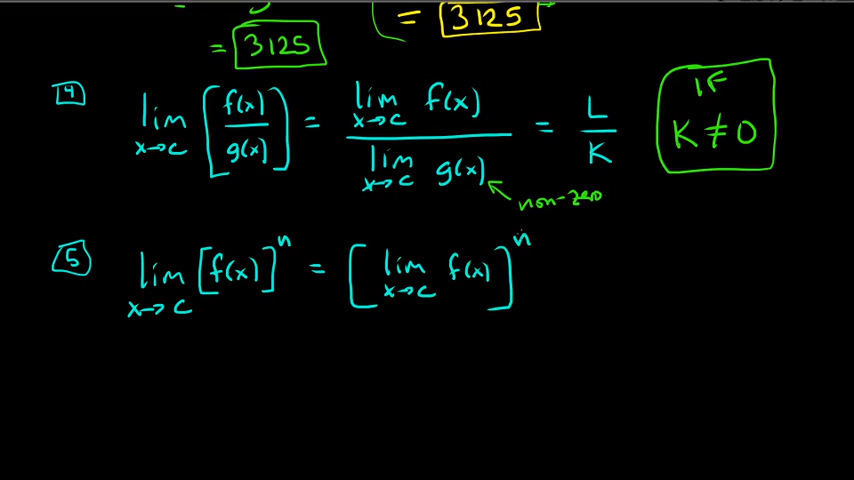 = 3125
= 3125
4 lim x→c [f(x)/g(x)] = lim x→c f(x) / lim x→c g(x) = L/K IF K ≠ 0
non-zero
5 lim x→c [f(x)]^n = [lim x→c f(x)]^n